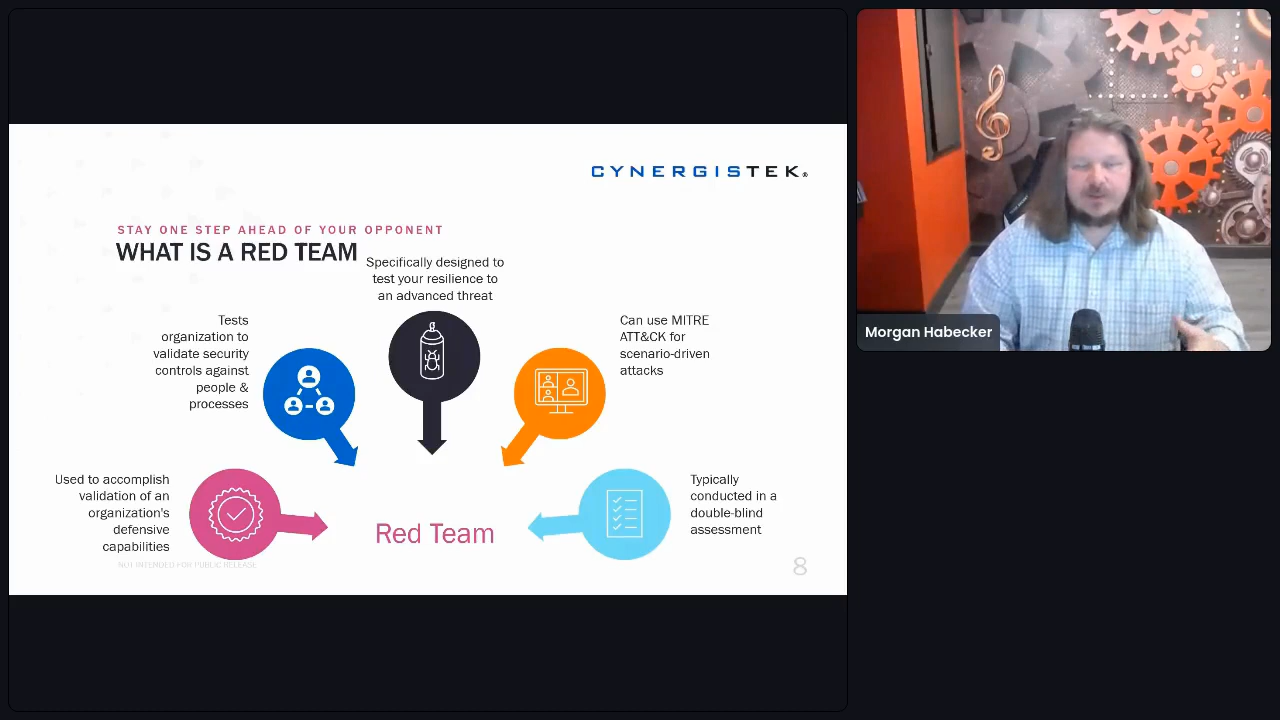 CYNERGISTEK®
STAY ONE STEP AHEAD OF YOUR OPPONENT
WHAT IS A RED TEAM
Specifically designed to
test your resilience to
an advanced threat
Tests
organization to
validate security
controls against
people &
processes
Can use MITRE
ATT&CK for
scenario-driven
attacks
Used to accomplish
validation of an
organization's
defensive
capabilities
Typically
conducted in a
double-blind
assessment
Red Team
NOT INTENDED FOR PUBLIC RELEASE
8
Morgan Habecker